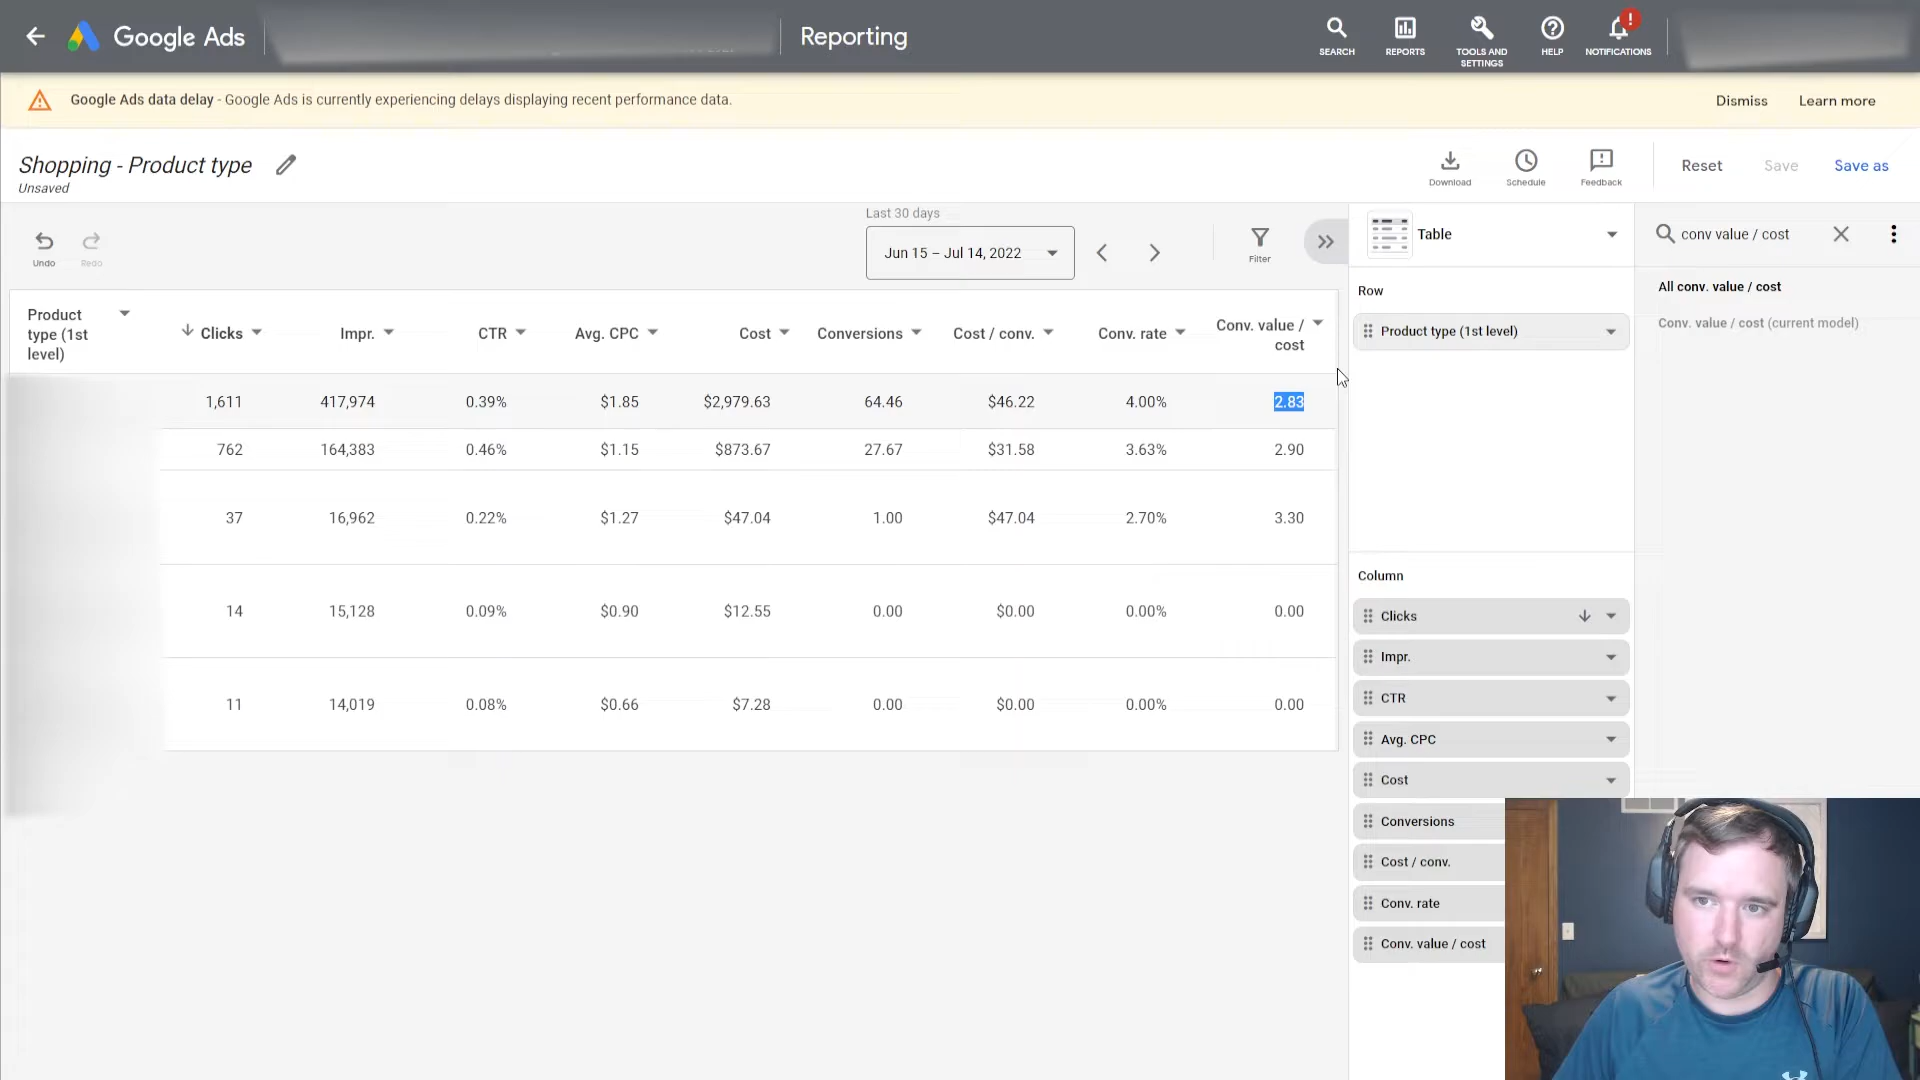 Google Ads
Reporting
SEARCH
REPORTS
TOOLS AND
SETTINGS
HELP
!
NOTIFICATIONS
Google Ads data delay - Google Ads is currently experiencing delays displaying recent performance data.
Dismiss
Learn more
Shopping - Product type
Unsaved
Download
Schedule
Feedback
Reset
Save
Save as
Undo
Redo
Last 30 days
Jun 15 – Jul 14, 2022
Filter
Table
conv value / cost
Row
Product type (1st level)
All conv. value / cost
Conv. value / cost (current model)
Product
type (1st
level)
Clicks
Impr.
CTR
Avg. CPC
Cost
Conversions
Cost / conv.
Conv. rate
Conv. value /
cost
1,611 417,974 0.39% $1.85 $2,979.63 64.46 $46.22 4.00% 2.83
762 164,383 0.46% $1.15 $873.67 27.67 $31.58 3.63% 2.90
37 16,962 0.22% $1.27 $47.04 1.00 $47.04 2.70% 3.30
14 15,128 0.09% $0.90 $12.55 0.00 $0.00 0.00% 0.00
11 14,019 0.08% $0.66 $7.28 0.00 $0.00 0.00% 0.00
Column
Clicks
Impr.
CTR
Avg. CPC
Cost
Conversions
Cost / conv.
Conv. rate
Conv. value / cost